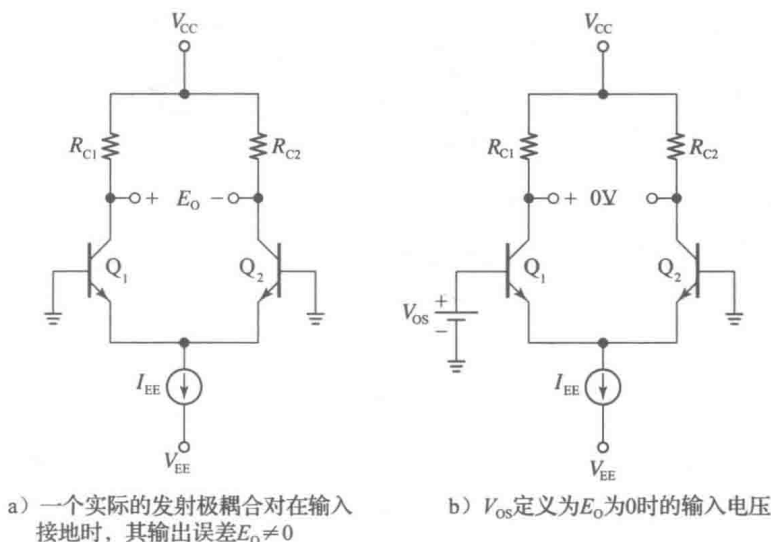 V_CC
V_CC
R_C1
R_C2
R_C1
R_C2
+ E_O −
+ 0V
Q_1
Q_2
Q_1
Q_2
V_OS
+
−
I_EE
I_EE
V_EE
V_EE
a）一个实际的发射极耦合对在输入
接地时，其输出误差E_O≠0
b）V_OS定义为E_O为0时的输入电压